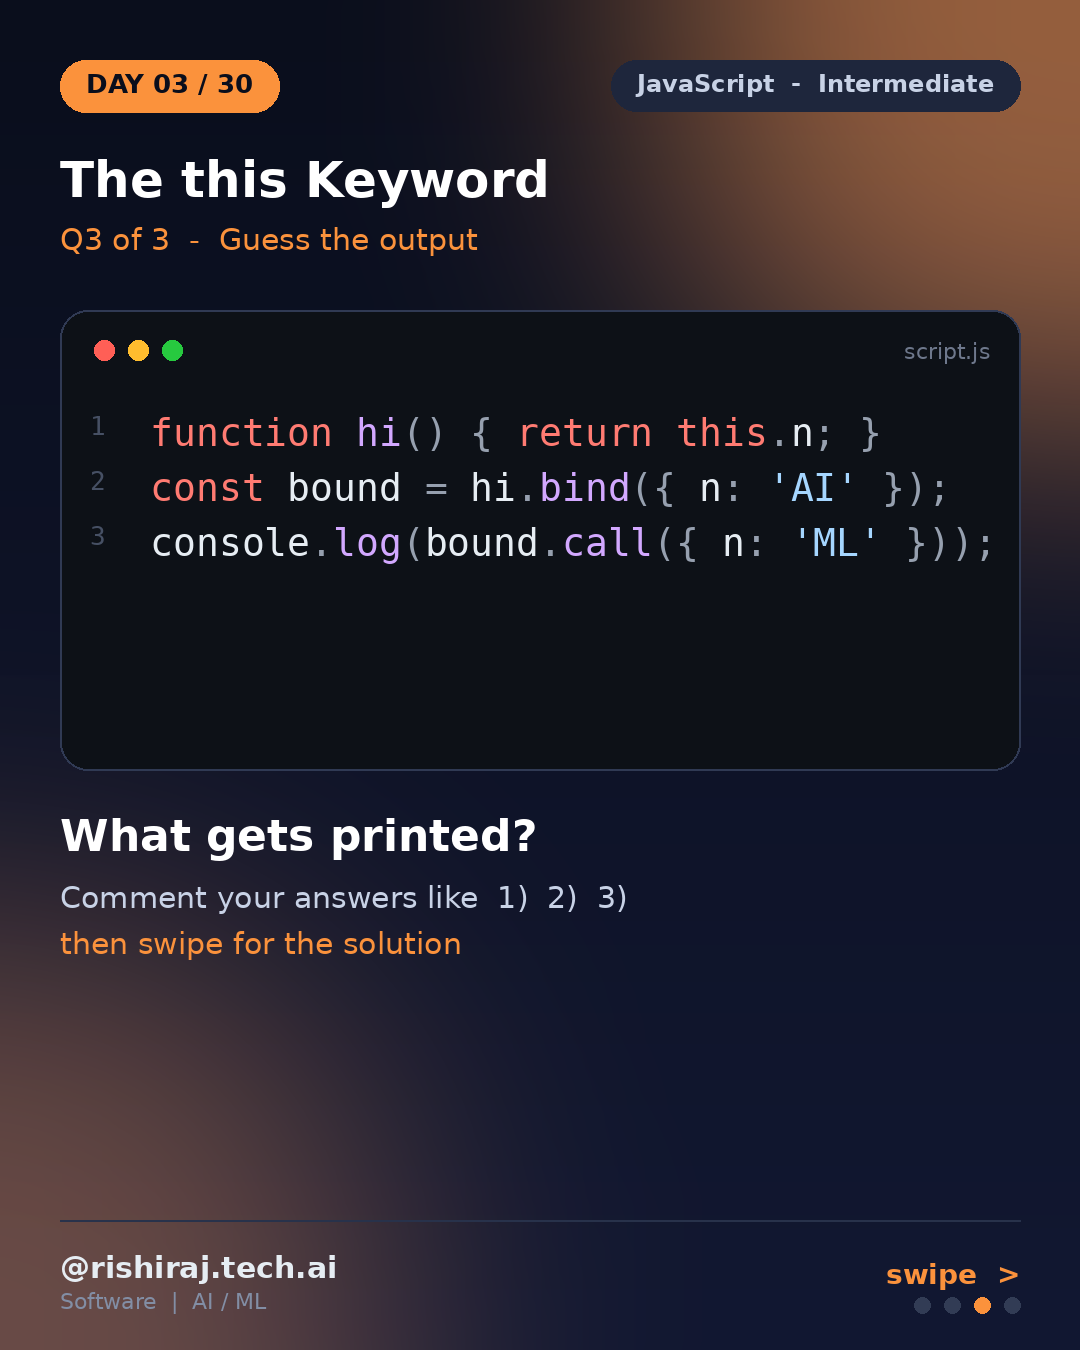 DAY 03 / 30
JavaScript - Intermediate
The this Keyword
Q3 of 3 - Guess the output
script.js
1 function hi() { return this.n; }
2 const bound = hi.bind({ n: 'AI' });
3 console.log(bound.call({ n: 'ML' }));
What gets printed?
Comment your answers like 1) 2) 3)
then swipe for the solution
@rishiraj.tech.ai
Software | AI / ML
swipe >